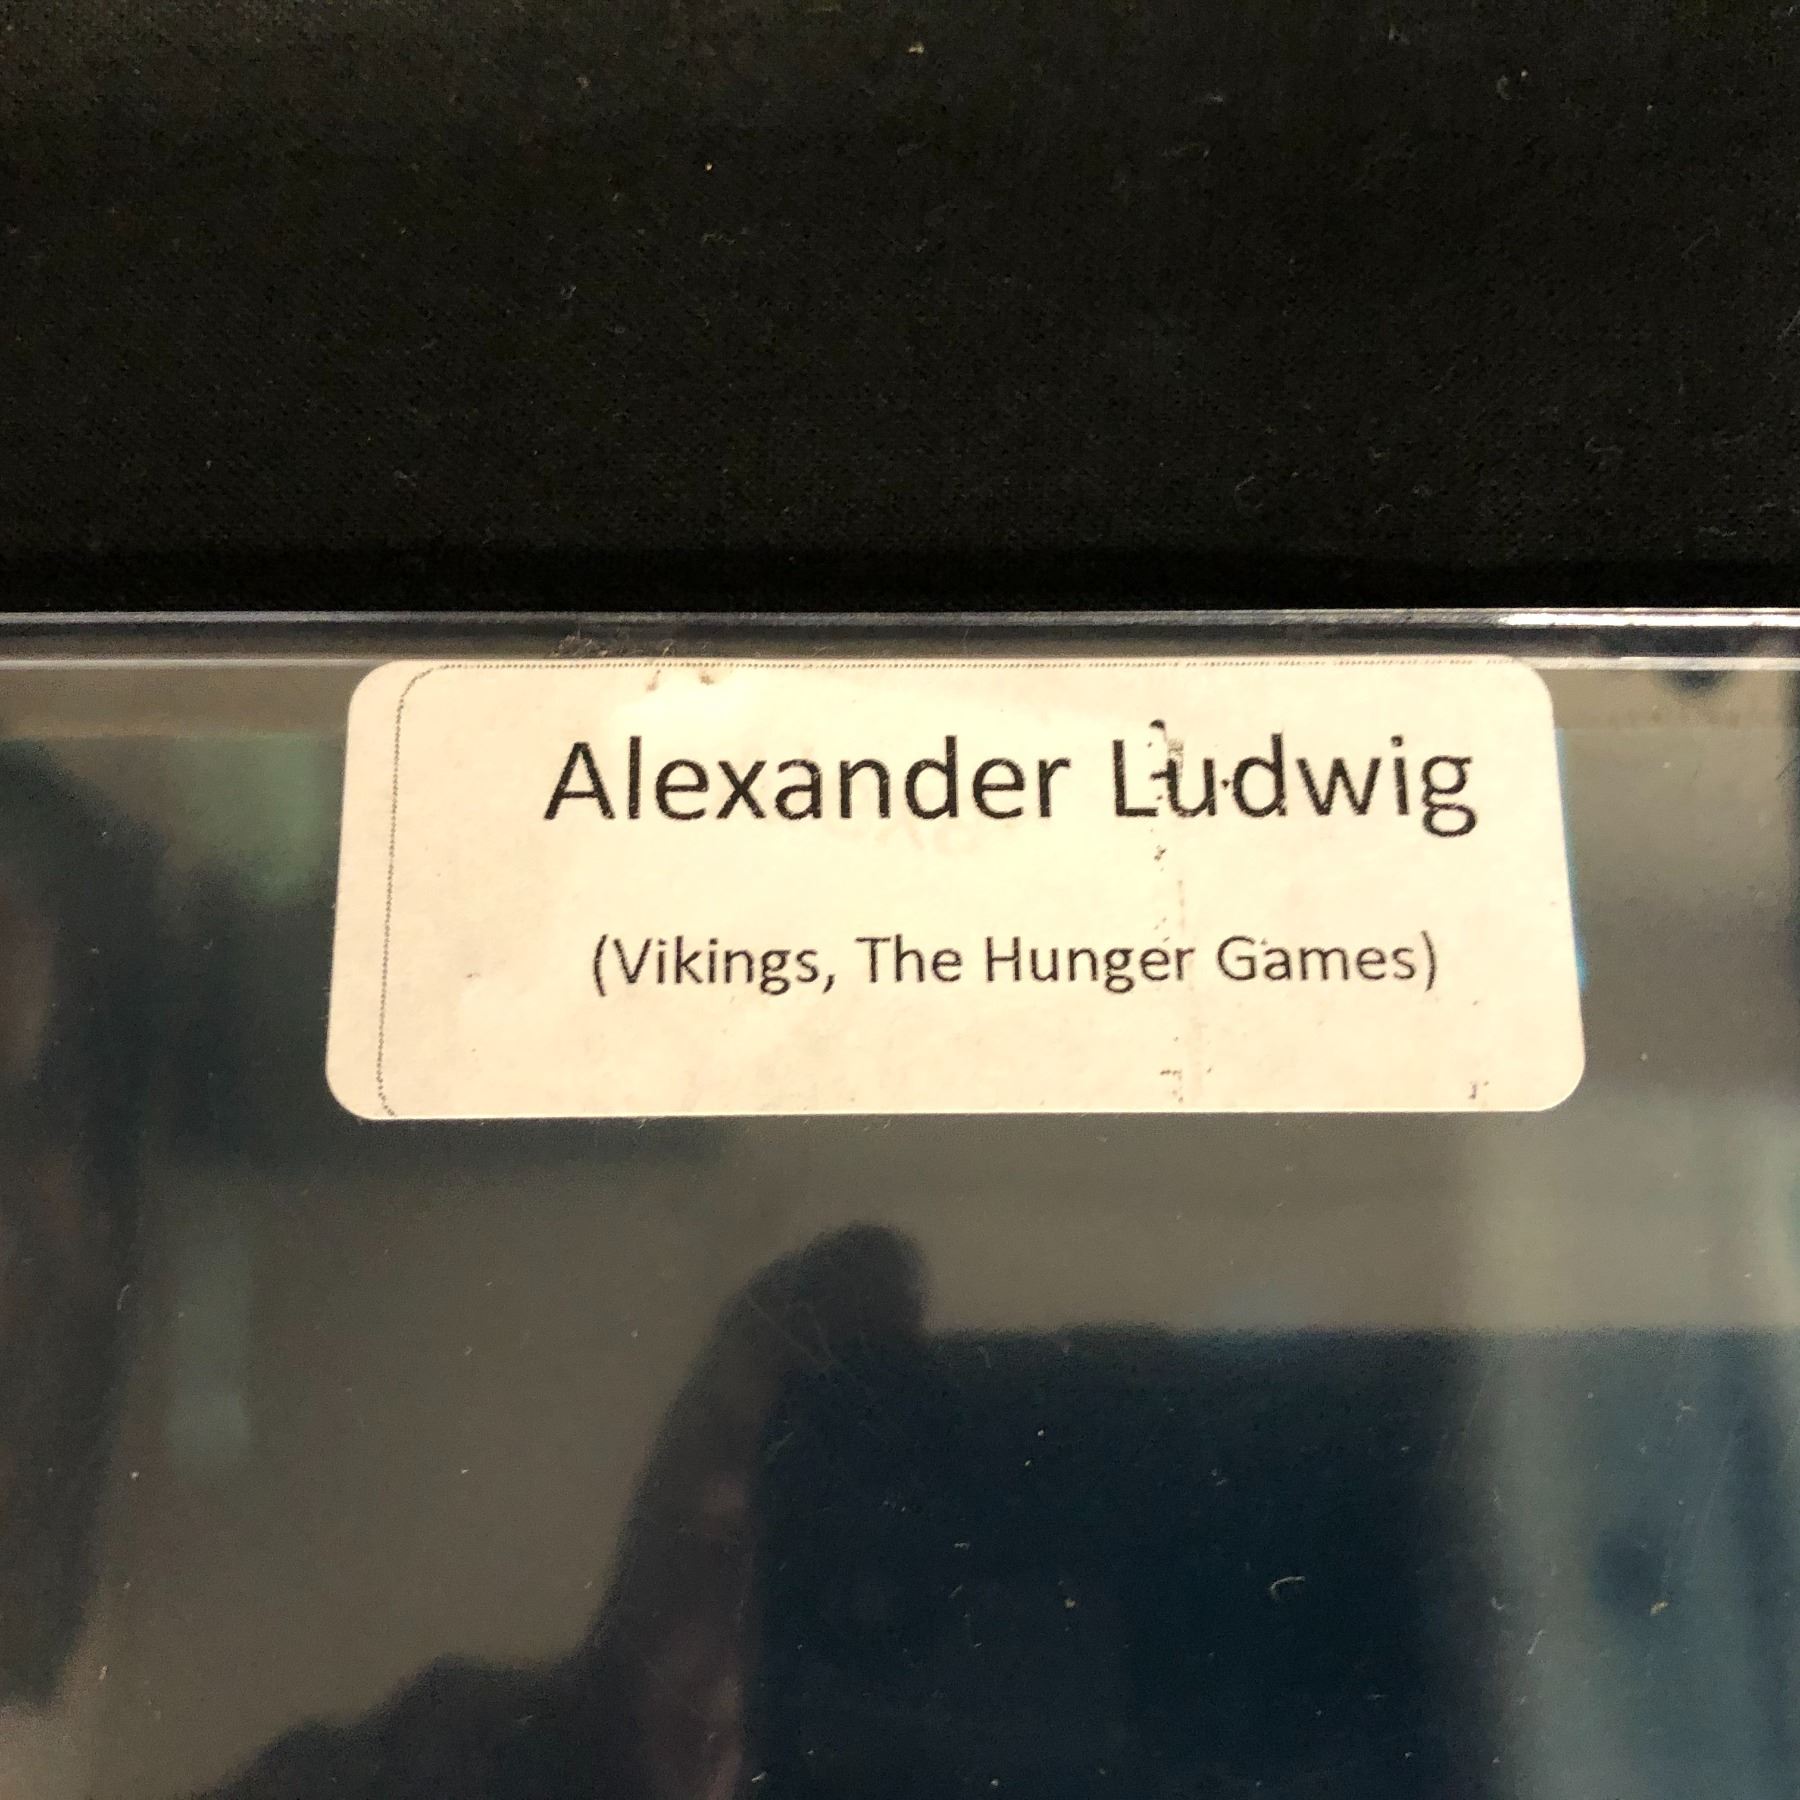 Alexander Ludwig
(Vikings, The Hunger Games)